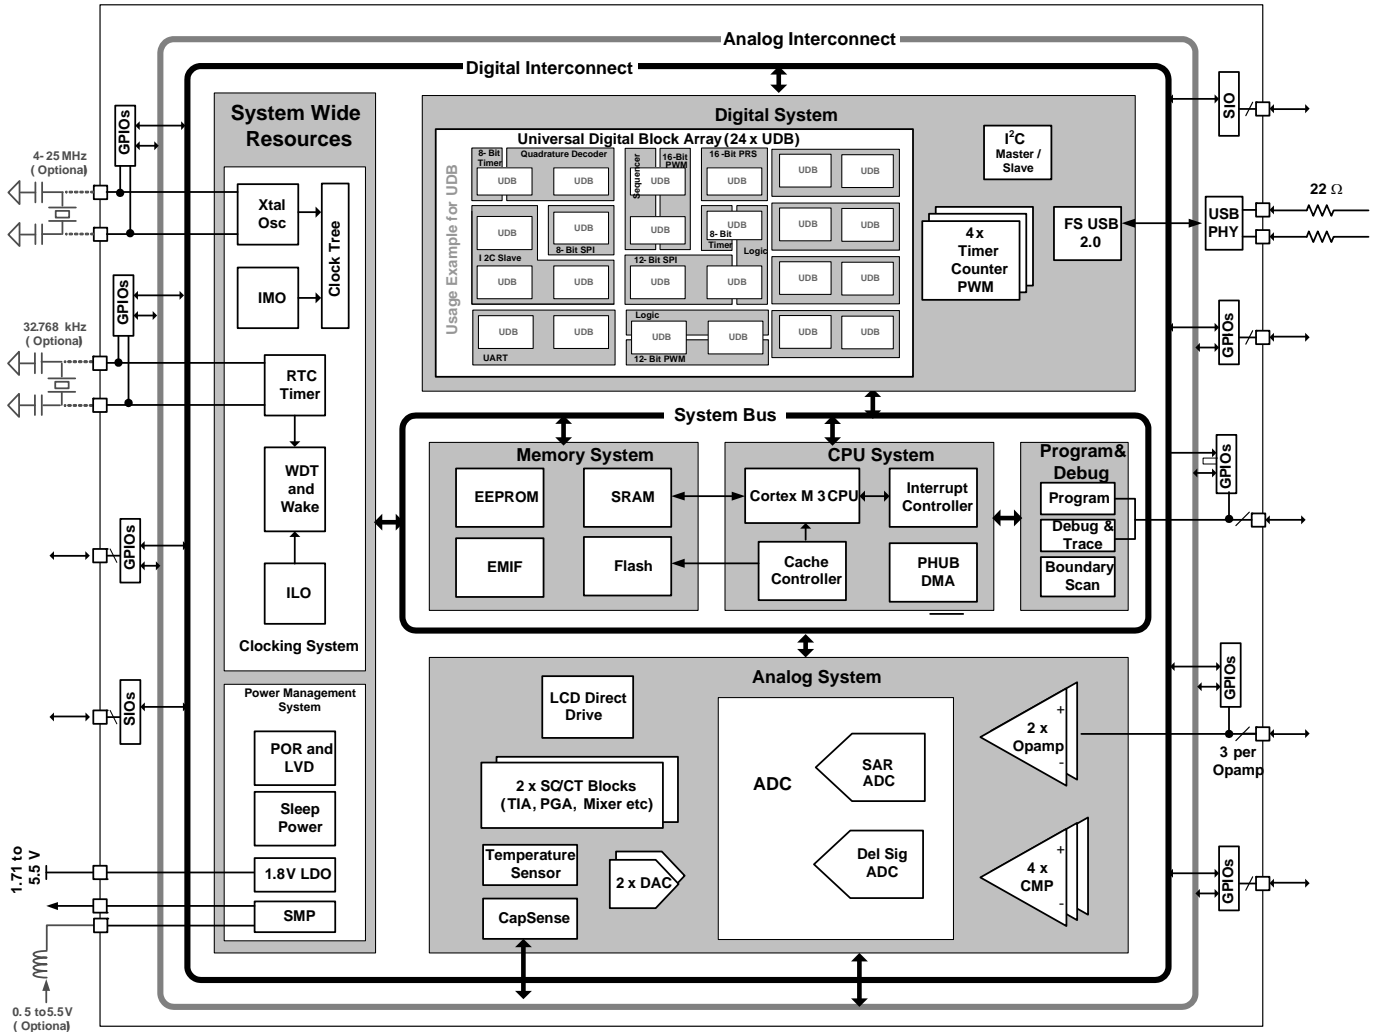 Analog Interconnect
Digital Interconnect
System Wide
Resources
GPIOs
4-25 MHz
(Optional)
Xtal
Osc
Clock Tree
IMO
GPIOs
32.768 kHz
(Optional)
RTC
Timer
WDT
and
Wake
GPIOs
ILO
Clocking System
SIOs
Power Management
System
POR and
LVD
Sleep
Power
1.71 to
5.5 V
1.8V LDO
SMP
0.5 to 5.5V
(Optional)
Digital System
Universal Digital Block Array (24 x UDB)
Usage Example for UDB
8-Bit
Timer
Quadrature Decoder
Sequencer
16-Bit
PWM
16-Bit PRS
UDB
UDB
UDB
UDB
UDB
UDB
UDB
UDB
UDB
UDB
UDB
UDB
8-Bit
Timer
Logic
8-Bit SPI
I2C Slave
12-Bit SPI
UDB
UDB
UDB
UDB
UDB
UDB
Logic
UDB
UDB
UDB
UDB
UDB
UDB
UART
12-Bit PWM
I2C
Master /
Slave
4 x
Timer
Counter
PWM
FS USB
2.0
SIO
USB
PHY
22 Ω
GPIOs
System Bus
Memory System
EEPROM
SRAM
EMIF
Flash
CPU System
Cortex M3 CPU
Interrupt
Controller
Cache
Controller
PHUB
DMA
Program &
Debug
Program
Debug &
Trace
Boundary
Scan
GPIOs
Analog System
LCD Direct
Drive
2 x SC/CT Blocks
(TIA, PGA, Mixer etc)
Temperature
Sensor
2 x DAC
CapSense
ADC
SAR
ADC
Del Sig
ADC
+
2 x
Opamp
-
+
4 x
CMP
-
GPIOs
3 per
Opamp
GPIOs